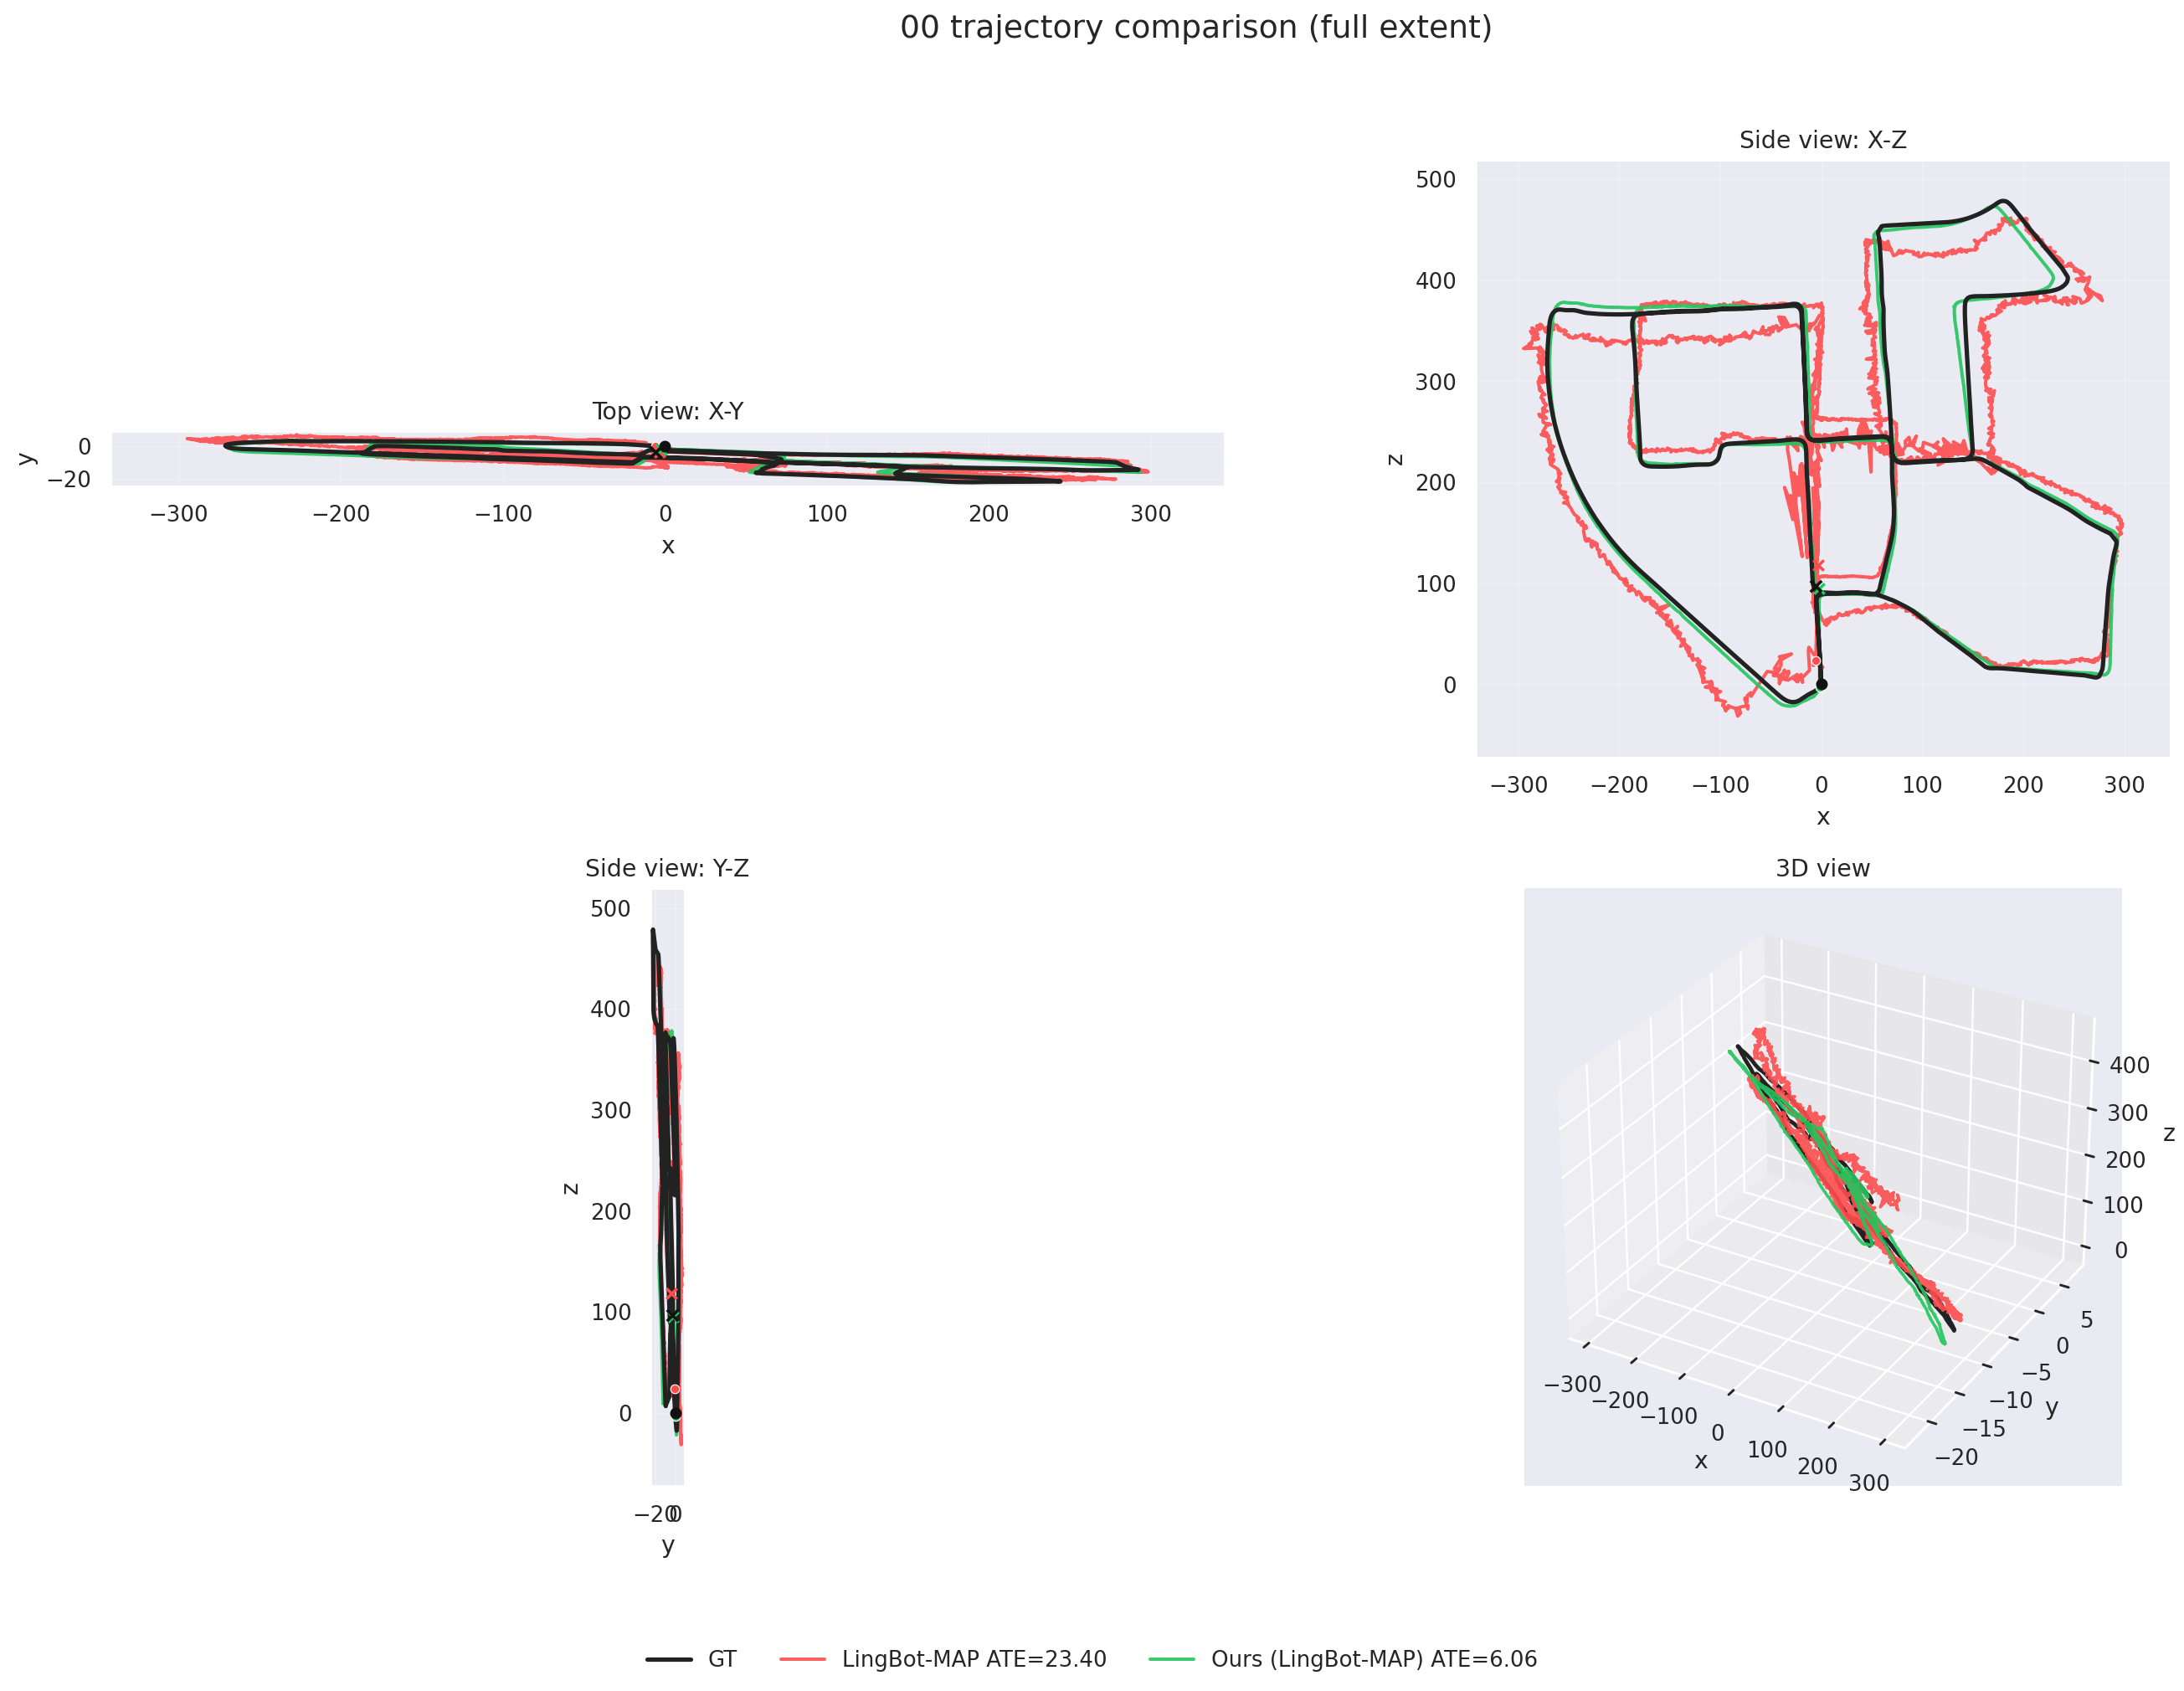 00 trajectory comparison (full extent)
Top view: X-Y
0
−20
y
−300 −200 −100 0 100 200 300
x
Side view: X-Z
500
400
300
200
100
0
z
−300 −200 −100 0 100 200 300
x
Side view: Y-Z
500
400
300
200
100
0
z
−20 0
y
3D view
400
300
200
100
0
z
5
0
−5
−10
−15
−20
y
−300
−200
−100
0
100
200
300
x
GT LingBot-MAP ATE=23.40 Ours (LingBot-MAP) ATE=6.06